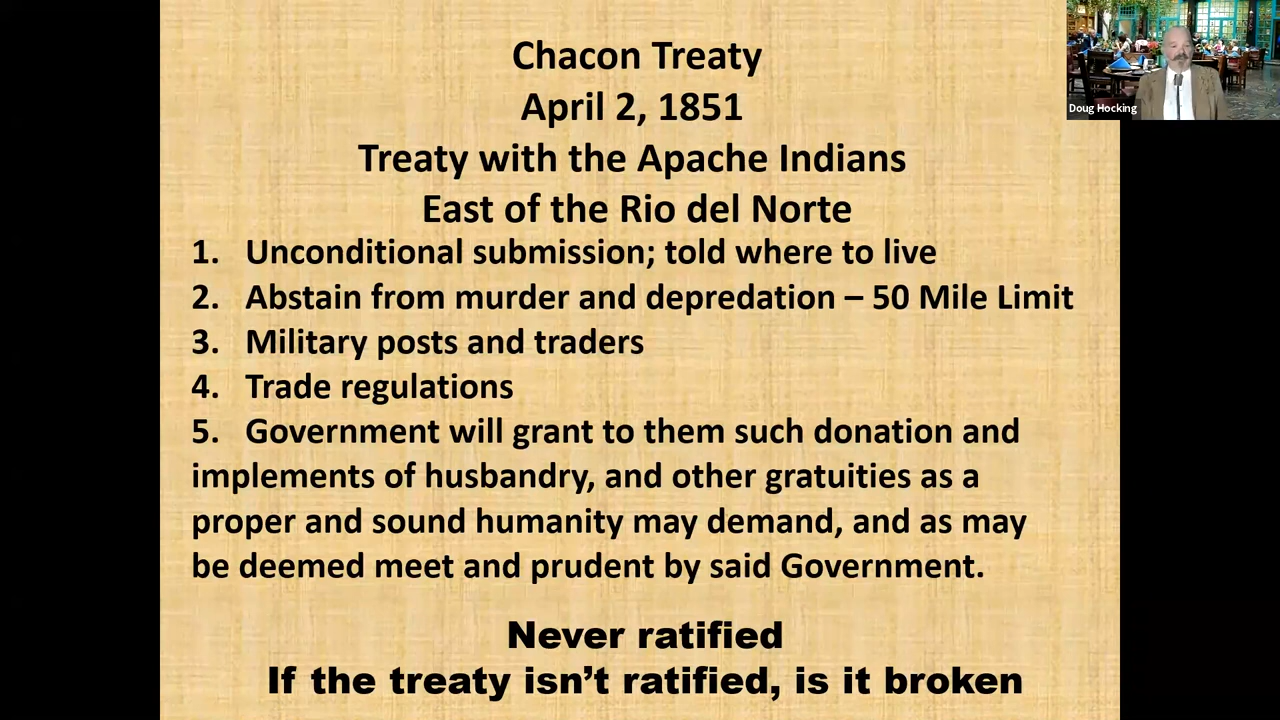 Chacon Treaty
April 2, 1851
Treaty with the Apache Indians
East of the Rio del Norte
1. Unconditional submission; told where to live
2. Abstain from murder and depredation – 50 Mile Limit
3. Military posts and traders
4. Trade regulations
5. Government will grant to them such donation and
implements of husbandry, and other gratuities as a
proper and sound humanity may demand, and as may
be deemed meet and prudent by said Government.
Never ratified
If the treaty isn’t ratified, is it broken
Doug Hocking